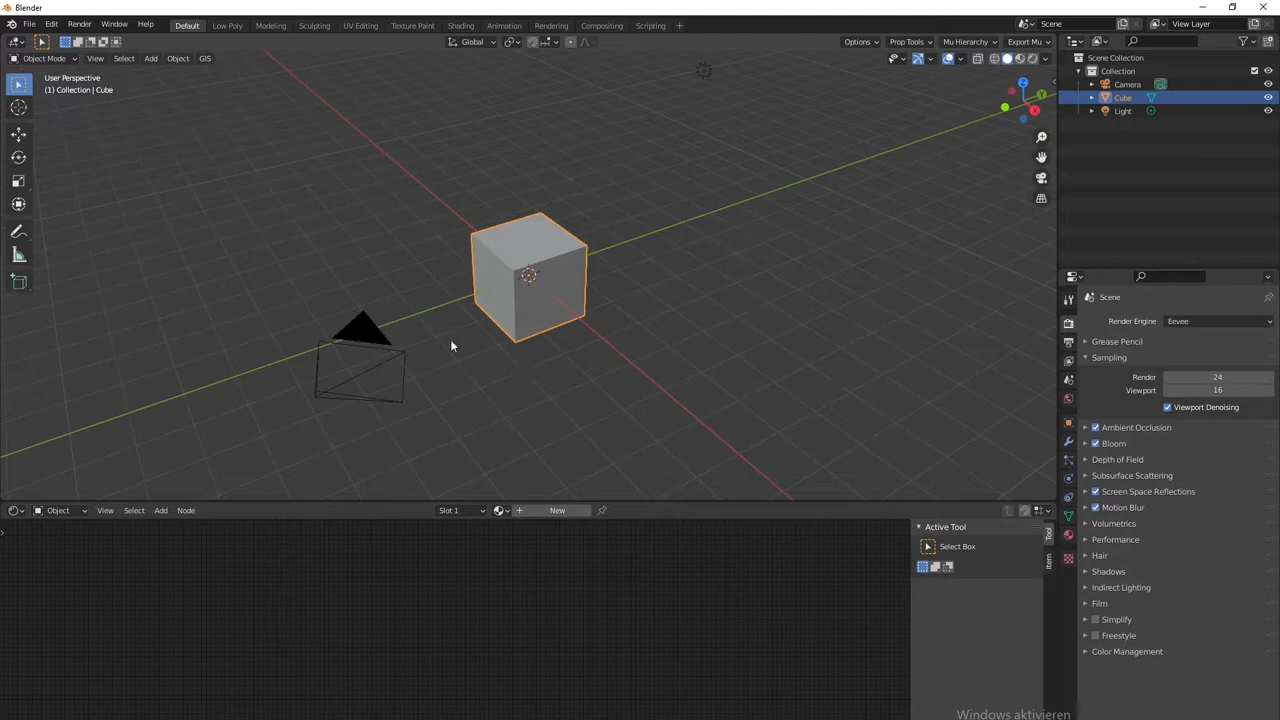 Blender
File Edit Render Window Help
Default Low Poly Modeling Sculpting UV Editing Texture Paint Shading Animation Rendering Compositing Scripting +
Scene
View Layer
Global
Options
Prop Tools
Mu Hierarchy
Export Mu
Object Mode View Select Add Object GIS
User Perspective
(1) Collection | Cube
Z
Y
X
Scene Collection
Collection
Camera
Cube
Light
Scene
Render Engine Eevee
Grease Pencil
Sampling
Render 24
Viewport 16
Viewport Denoising
Ambient Occlusion
Bloom
Depth of Field
Subsurface Scattering
Screen Space Reflections
Motion Blur
Volumetrics
Performance
Hair
Shadows
Indirect Lighting
Film
Simplify
Freestyle
Color Management
Object View Select Add Node
Slot 1
+ New
Active Tool
Select Box
Tool
Item
Windows aktivieren